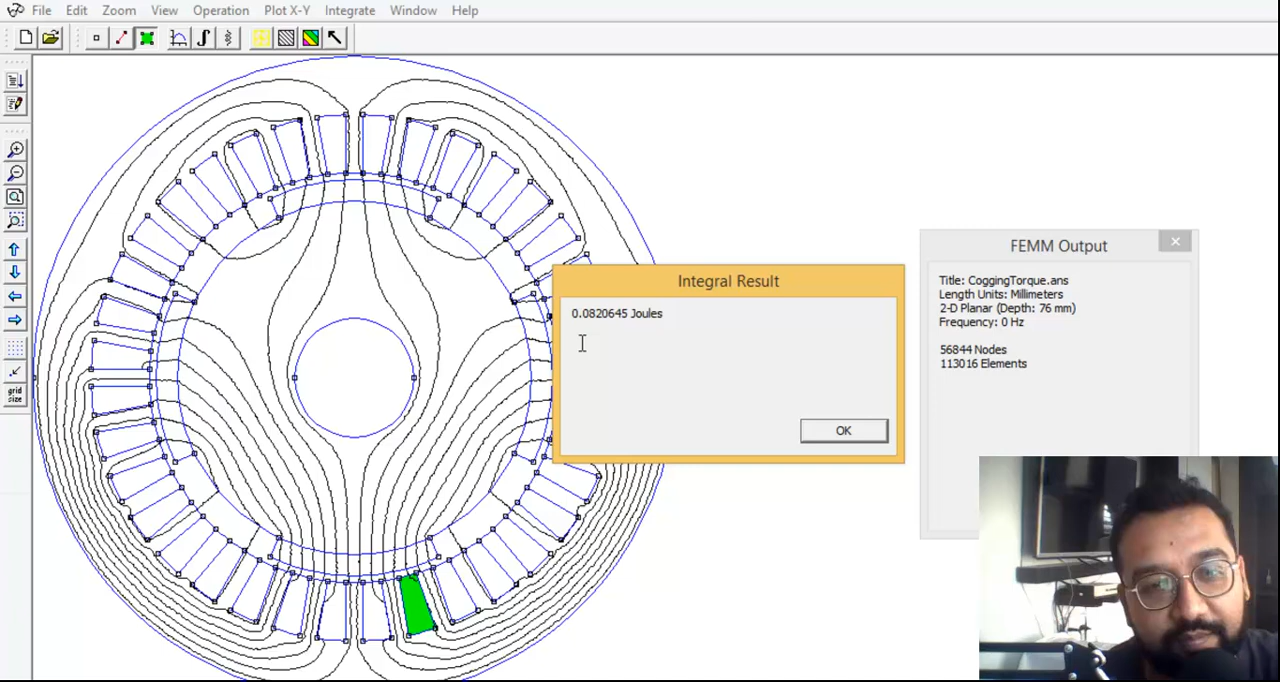 File Edit Zoom View Operation Plot X-Y Integrate Window Help
grid
size
Integral Result
0.0820645 Joules
OK
FEMM Output
Title: CoggingTorque.ans
Length Units: Millimeters
2-D Planar (Depth: 76 mm)
Frequency: 0 Hz
56844 Nodes
113016 Elements